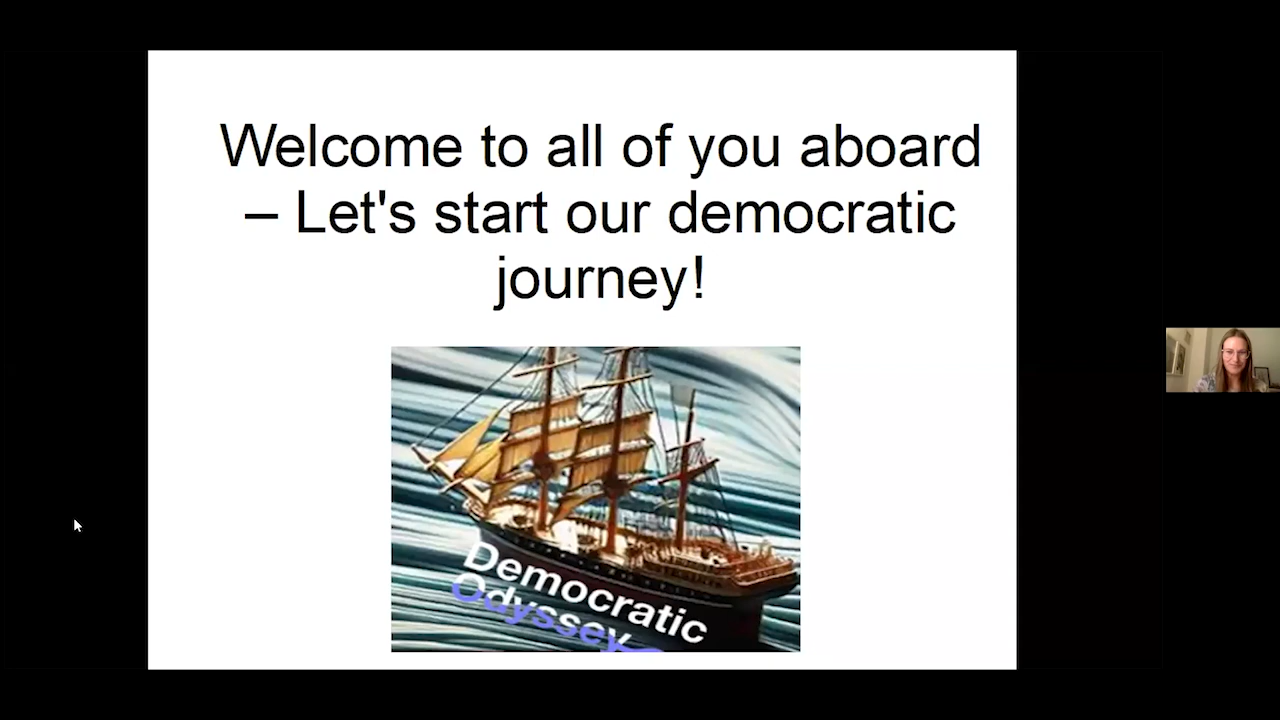 Welcome to all of you aboard
– Let's start our democratic
journey!
Democratic
Odyssey